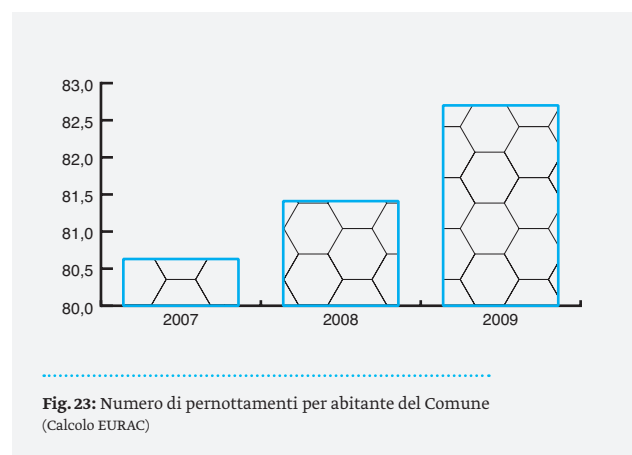 83,0
82,5
82,0
81,5
81,0
80,5
80,0
2007 2008 2009
Fig. 23: Numero di pernottamenti per abitante del Comune
(Calcolo EURAC)